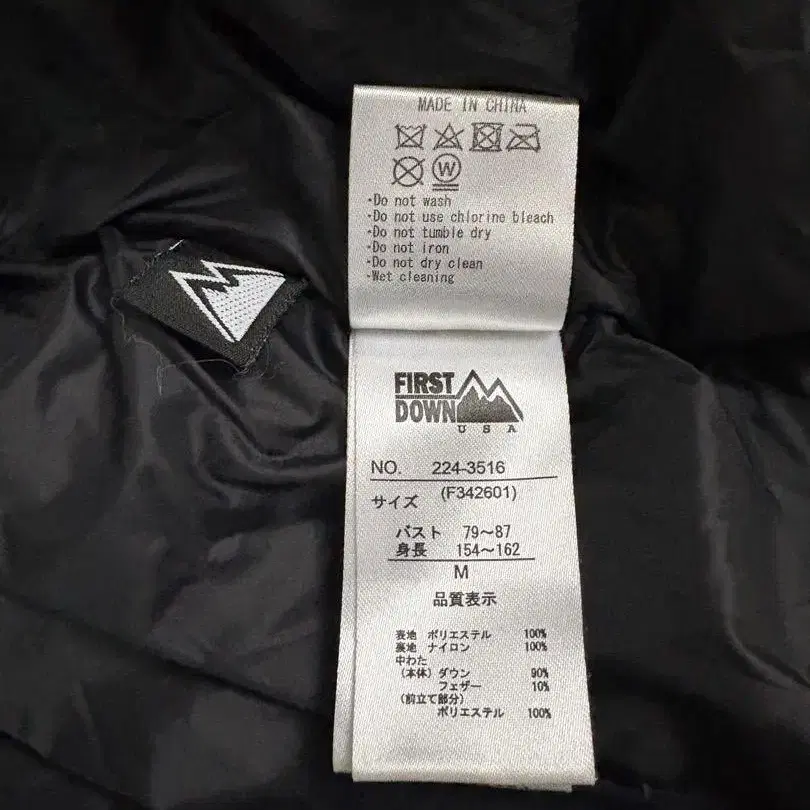 MADE IN CHINA
W
・Do not wash
・Do not use chlorine bleach
・Do not tumble dry
・Do not iron
・Do not dry clean
・Wet cleaning
FIRST
DOWN
USA
NO. 224-3516
サイズ (F342601)
バスト 79～87
身長 154～162
M
品質表示
表地 ポリエステル 100%
裏地 ナイロン 100%
中わた
(本体) ダウン 90%
フェザー 10%
(前立て部分)
ポリエステル 100%